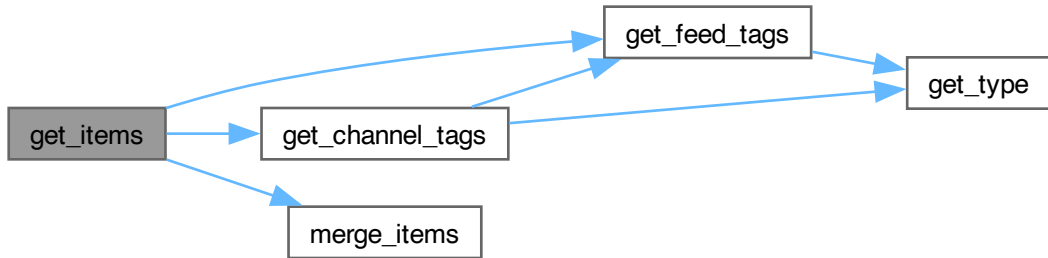 get_feed_tags
get_type
get_items
get_channel_tags
merge_items